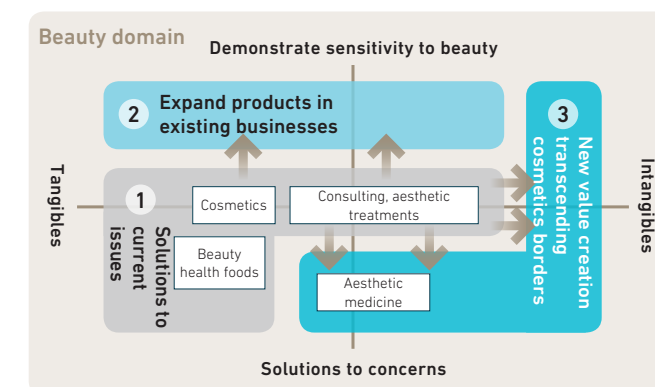 Beauty domain
Demonstrate sensitivity to beauty
2
Expand products in
existing businesses
3
New value creation
transcending
cosmetics borders
Tangibles
Intangibles
1
Solutions to
current
issues
Cosmetics
Consulting, aesthetic
treatments
Beauty
health foods
Aesthetic
medicine
Solutions to concerns